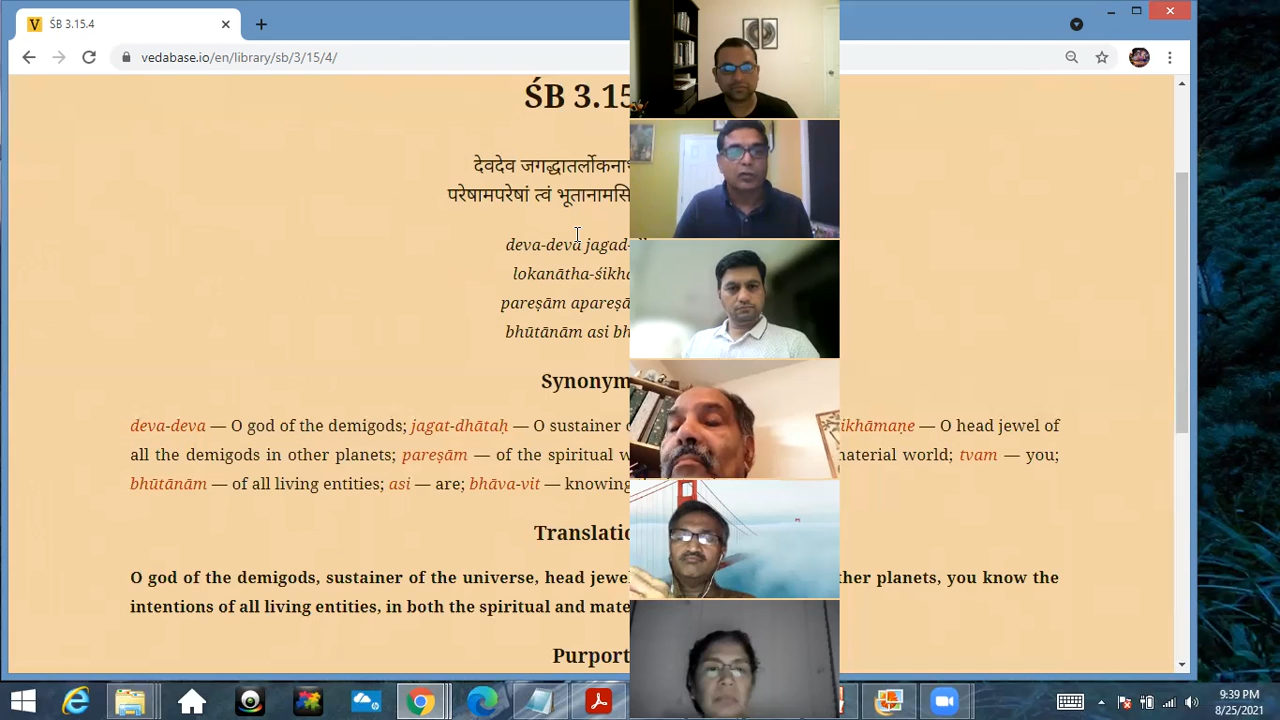 ŚB 3.15.4
vedabase.io/en/library/sb/3/15/4/
ŚB 3.15
देवदेव जगद्धातर्लोकनाथ
परेषामपरेषां त्वं भूतानामसि
deva-deva jagad-
lokanātha-śikhā
pareṣām apareṣā
bhūtānām asi bh
Synonym
deva-deva — O god of the demigods; jagat-dhātaḥ — O sustainer ikhāmaṇe — O head jewel of
all the demigods in other planets; pareṣām — of the spiritual w material world; tvam — you;
bhūtānām — of all living entities; asi — are; bhāva-vit — knowing
Translatio
O god of the demigods, sustainer of the universe, head jewe her planets, you know the
intentions of all living entities, in both the spiritual and mate
Purport
9:39 PM
8/25/2021